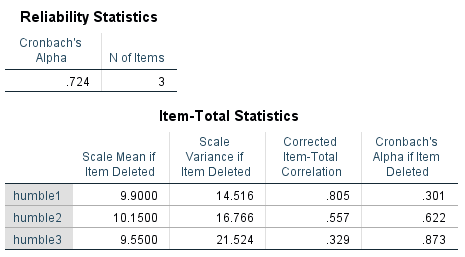 Reliability Statistics
Cronbach's
Alpha N of Items
.724 3
Item-Total Statistics
Scale Mean if
Item Deleted Scale
Variance if
Item Deleted Corrected
Item-Total
Correlation Cronbach's
Alpha if Item
Deleted
humble1 9.9000 14.516 .805 .301
humble2 10.1500 16.766 .557 .622
humble3 9.5500 21.524 .329 .873